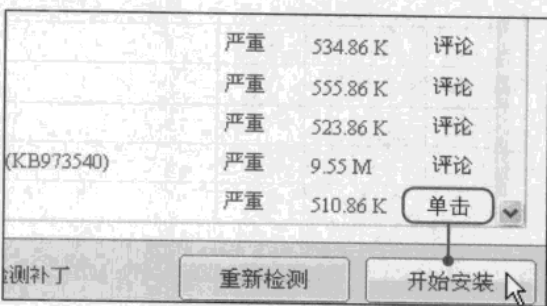 严重 534.86 K 评论
严重 555.86 K 评论
严重 523.86 K 评论
(KB973540) 严重 9.55 M 评论
严重 510.86 K 单击
测补丁 重新检测 开始安装